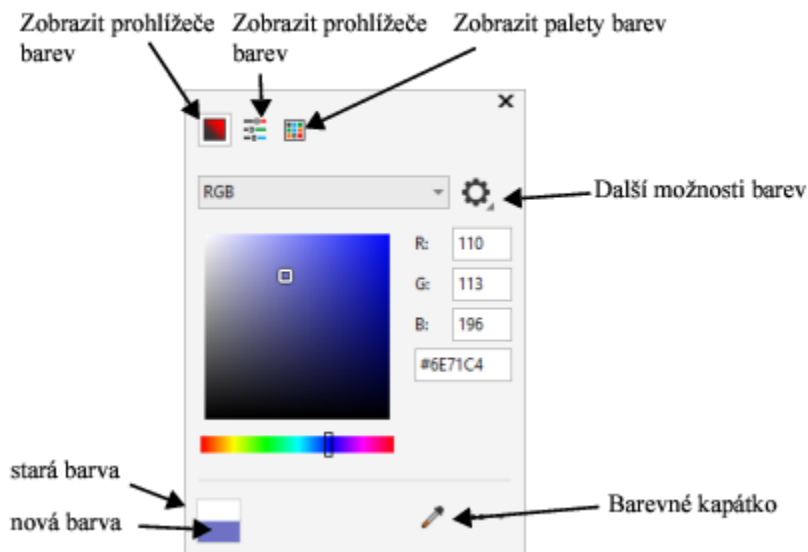 Zobrazit prohlížeče
barev
Zobrazit prohlížeče
barev
Zobrazit palety barev
RGB
Další možnosti barev
R: 110
G: 113
B: 196
#6E71C4
stará barva
nová barva
Barevné kapátko